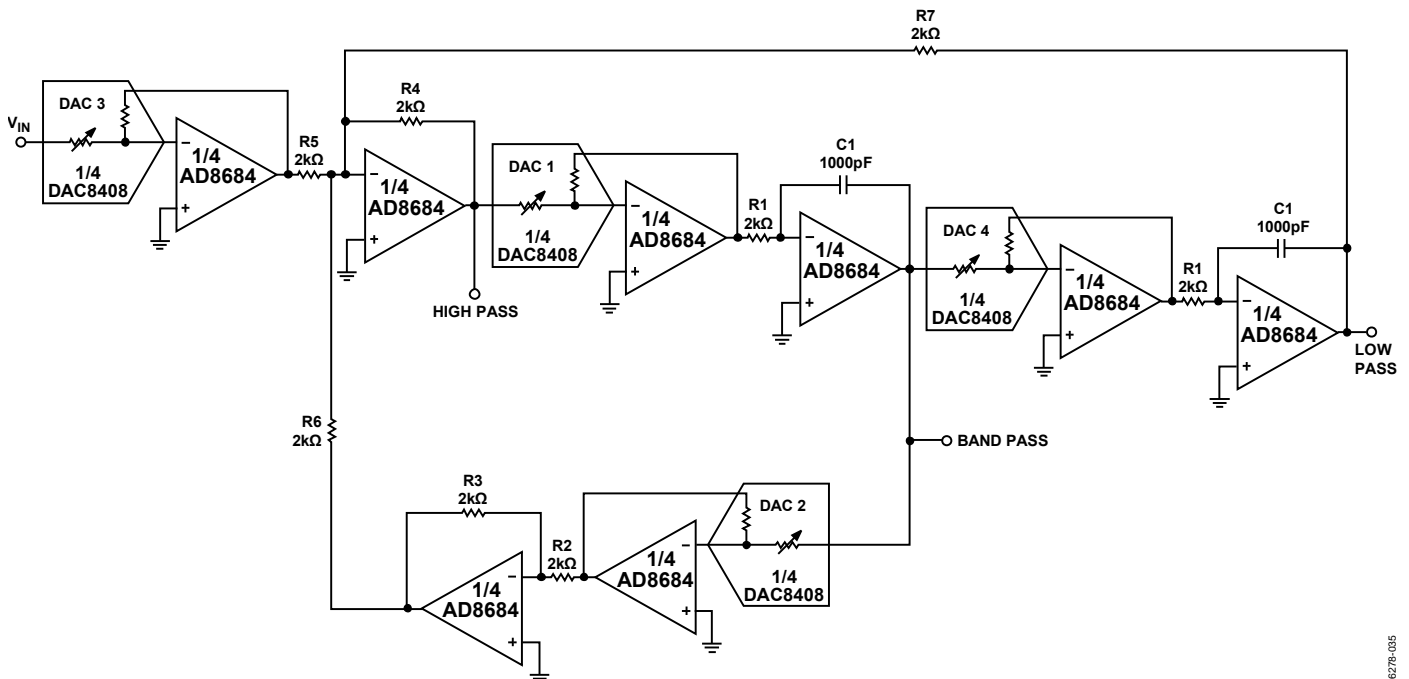 R7
2kΩ
DAC 3
V_IN
1/4
DAC8408
−
+
1/4
AD8684
R5
2kΩ
R4
2kΩ
−
+
1/4
AD8684
HIGH PASS
DAC 1
1/4
DAC8408
−
+
1/4
AD8684
R1
2kΩ
C1
1000pF
−
+
1/4
AD8684
DAC 4
1/4
DAC8408
−
+
1/4
AD8684
R1
2kΩ
C1
1000pF
−
+
1/4
AD8684
LOW
PASS
R6
2kΩ
BAND PASS
R3
2kΩ
−
+
1/4
AD8684
R2
2kΩ
−
+
1/4
AD8684
DAC 2
1/4
DAC8408
6278-035